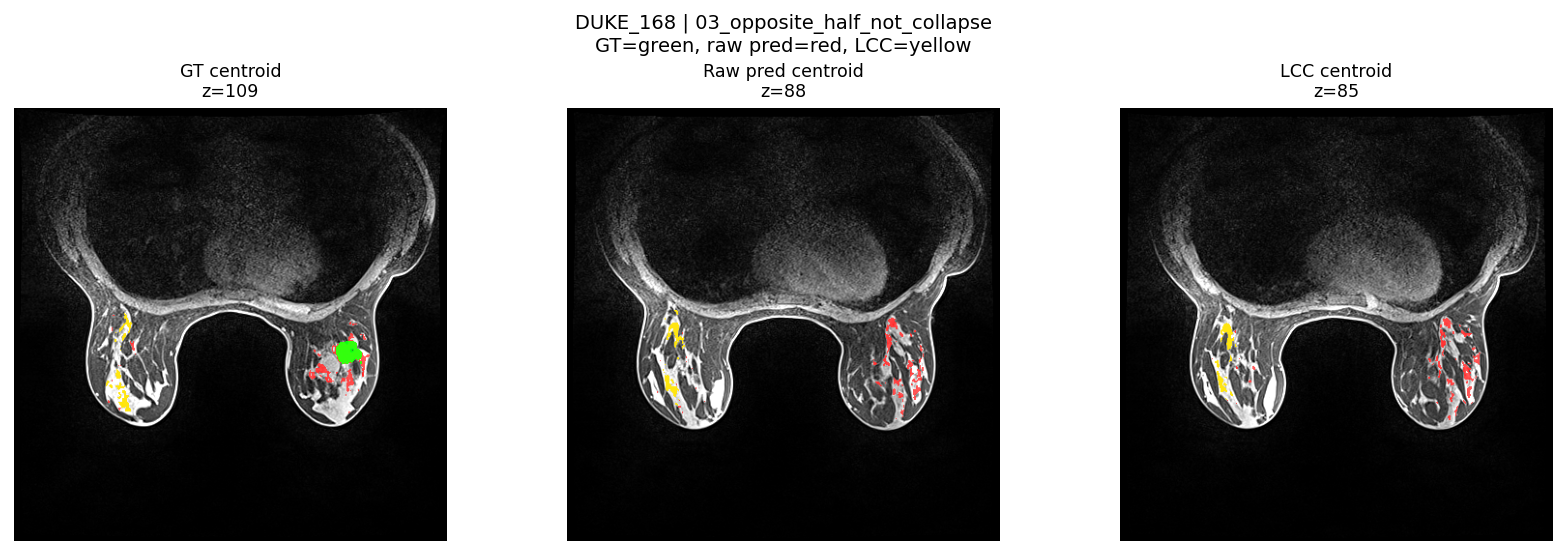 DUKE_168 | 03_opposite_half_not_collapse
GT=green, raw pred=red, LCC=yellow
GT centroid
z=109
Raw pred centroid
z=88
LCC centroid
z=85